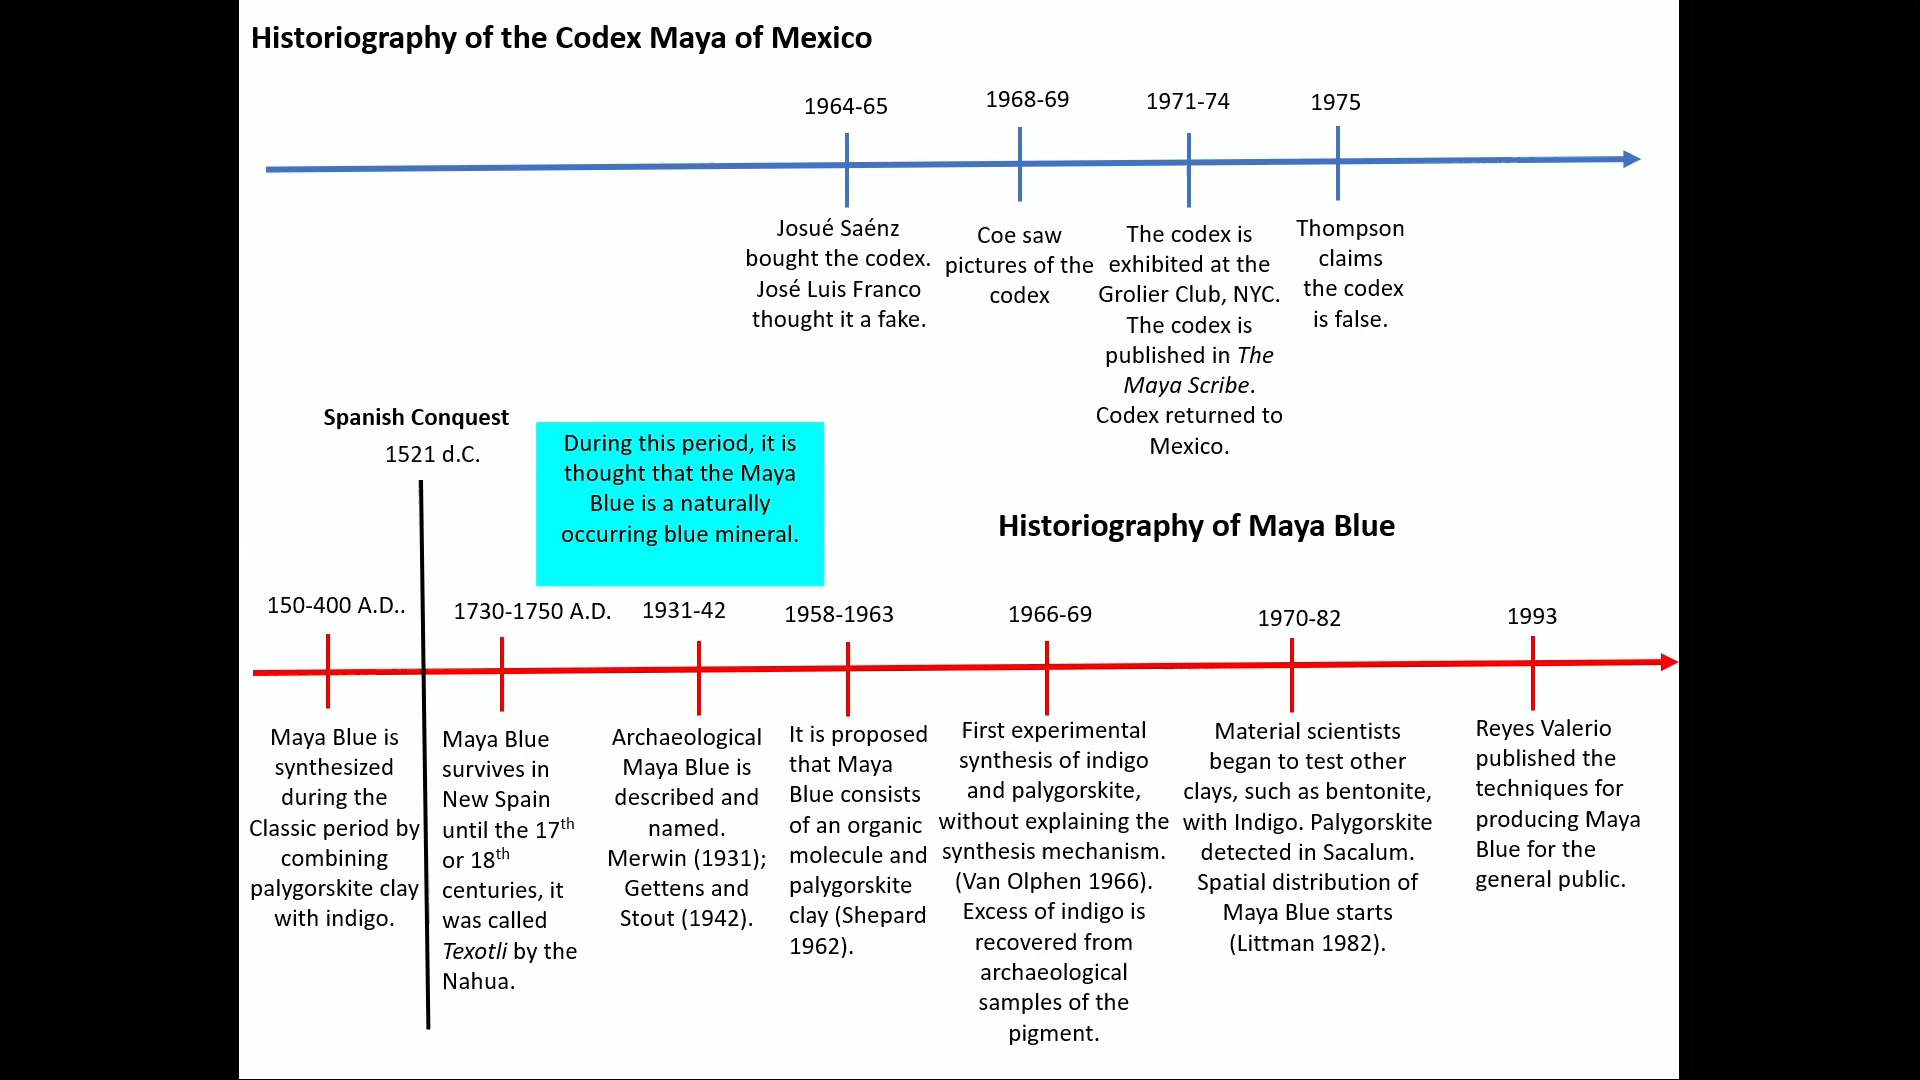 Historiography of the Codex Maya of Mexico
1964-65
1968-69
1971-74
1975
Josué Saénz
bought the codex.
José Luis Franco
thought it a fake.
Coe saw
pictures of the
codex
The codex is
exhibited at the
Grolier Club, NYC.
The codex is
published in The
Maya Scribe.
Codex returned to
Mexico.
Thompson
claims
the codex
is false.
Spanish Conquest
1521 d.C.
During this period, it is
thought that the Maya
Blue is a naturally
occurring blue mineral.
Historiography of Maya Blue
150-400 A.D..
1730-1750 A.D.
1931-42
1958-1963
1966-69
1970-82
1993
Maya Blue is
synthesized
during the
Classic period by
combining
palygorskite clay
with indigo.
Maya Blue
survives in
New Spain
until the 17th
or 18th
centuries, it
was called
Texotli by the
Nahua.
Archaeological
Maya Blue is
described and
named.
Merwin (1931);
Gettens and
Stout (1942).
It is proposed
that Maya
Blue consists
of an organic
molecule and
palygorskite
clay (Shepard
1962).
First experimental
synthesis of indigo
and palygorskite,
without explaining the
synthesis mechanism.
(Van Olphen 1966).
Excess of indigo is
recovered from
archaeological
samples of the
pigment.
Material scientists
began to test other
clays, such as bentonite,
with Indigo. Palygorskite
detected in Sacalum.
Spatial distribution of
Maya Blue starts
(Littman 1982).
Reyes Valerio
published the
techniques for
producing Maya
Blue for the
general public.